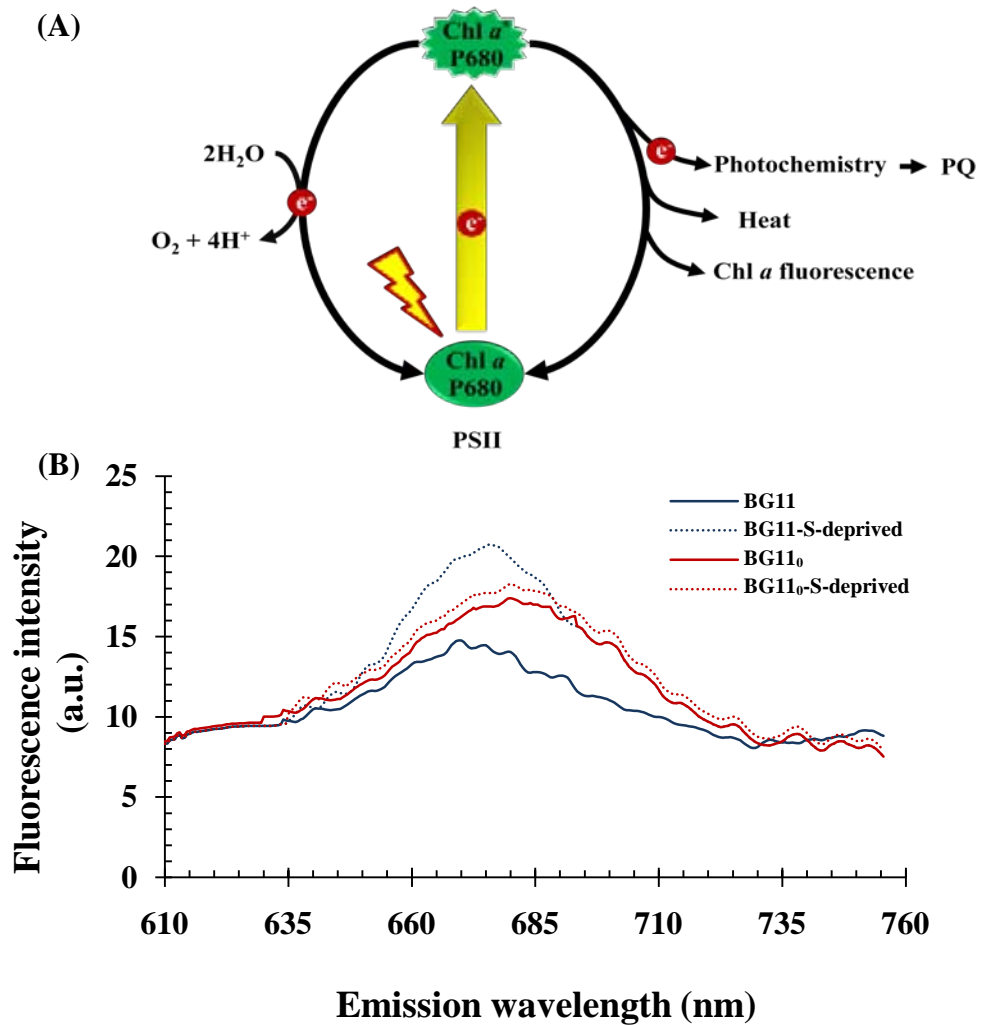 (A)
Chl a*
P680
2H₂O
e⁻
O₂ + 4H⁺
e⁻
e⁻
Photochemistry
PQ
Heat
Chl a fluorescence
Chl a
P680
PSII
(B)
Fluorescence intensity
(a.u.)
25
20
15
10
5
0
BG11
BG11-S-deprived
BG11₀
BG11₀-S-deprived
610
635
660
685
710
735
760
Emission wavelength (nm)